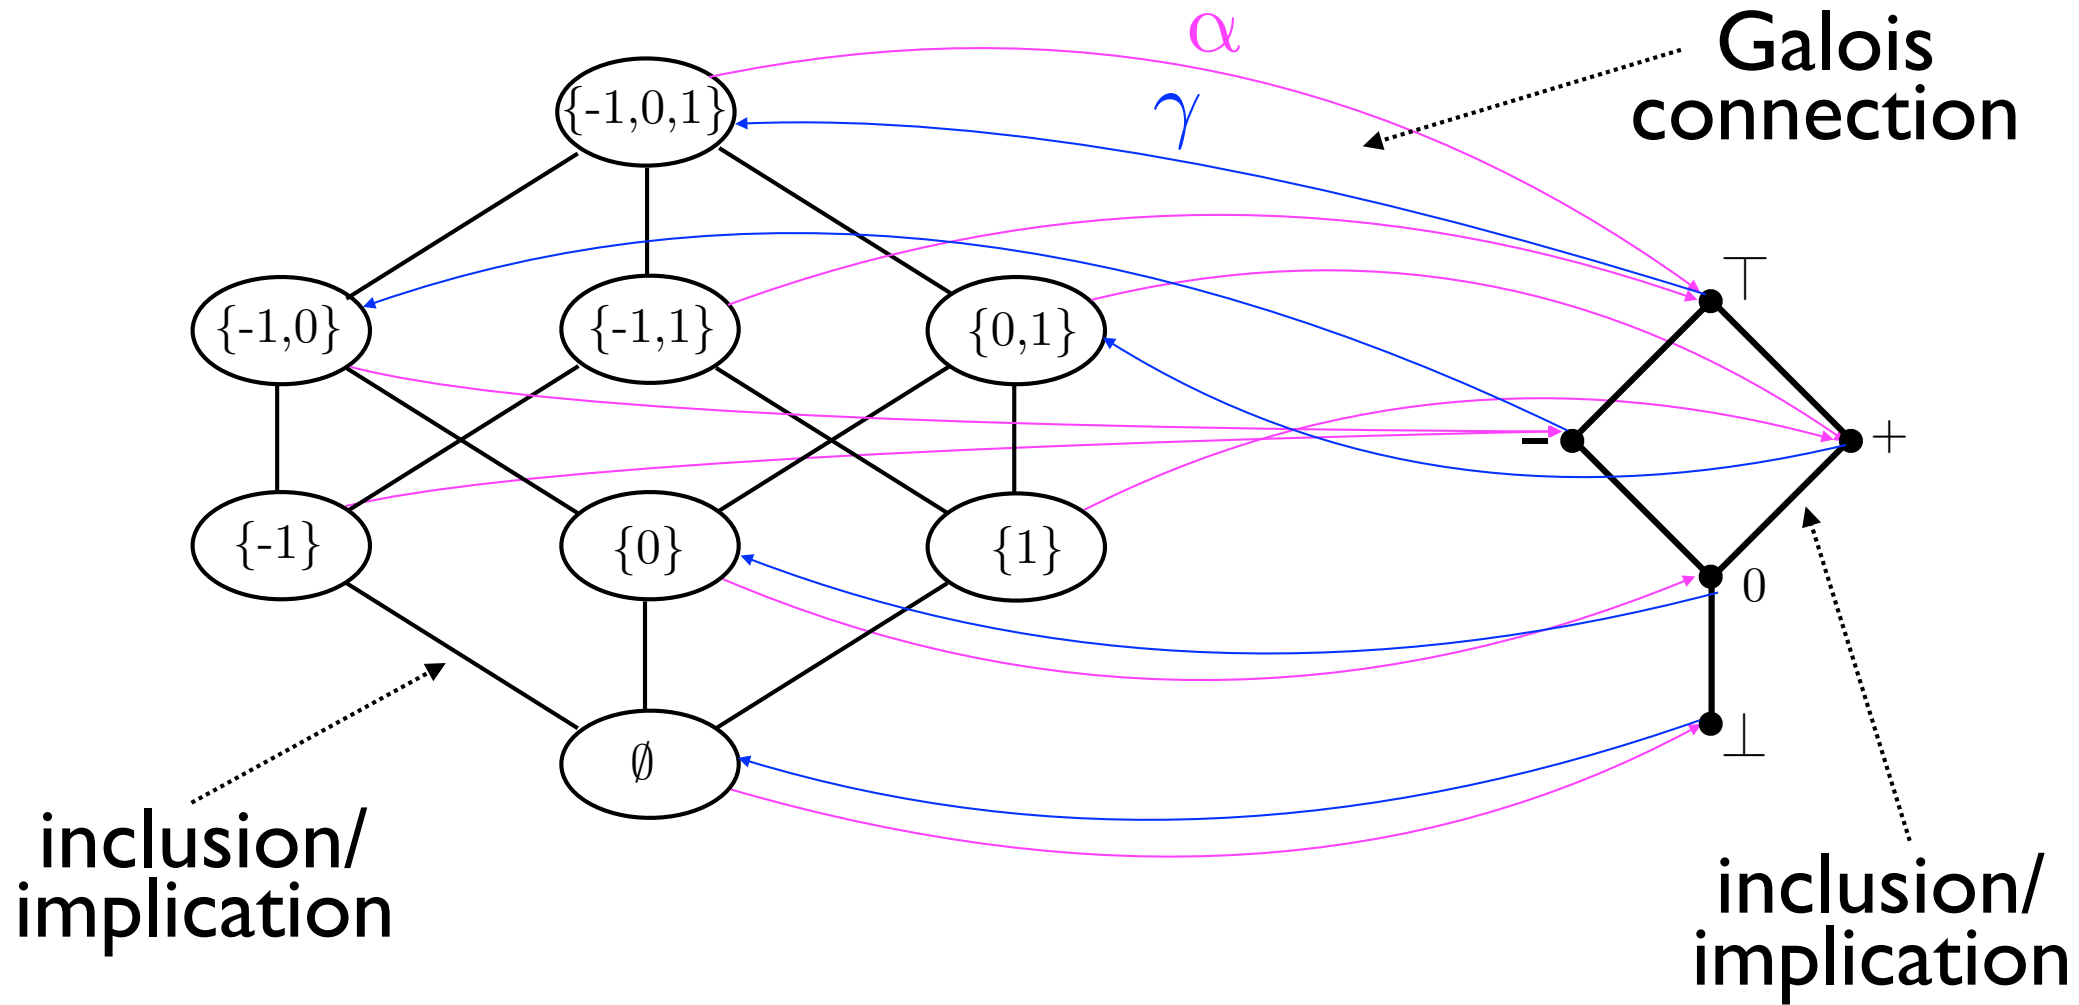 α
Galois
connection
γ
{-1,0,1}
⊤
{-1,0}
{-1,1}
{0,1}
-
+
{-1}
{0}
{1}
0
⊥
∅
inclusion/
implication
inclusion/
implication